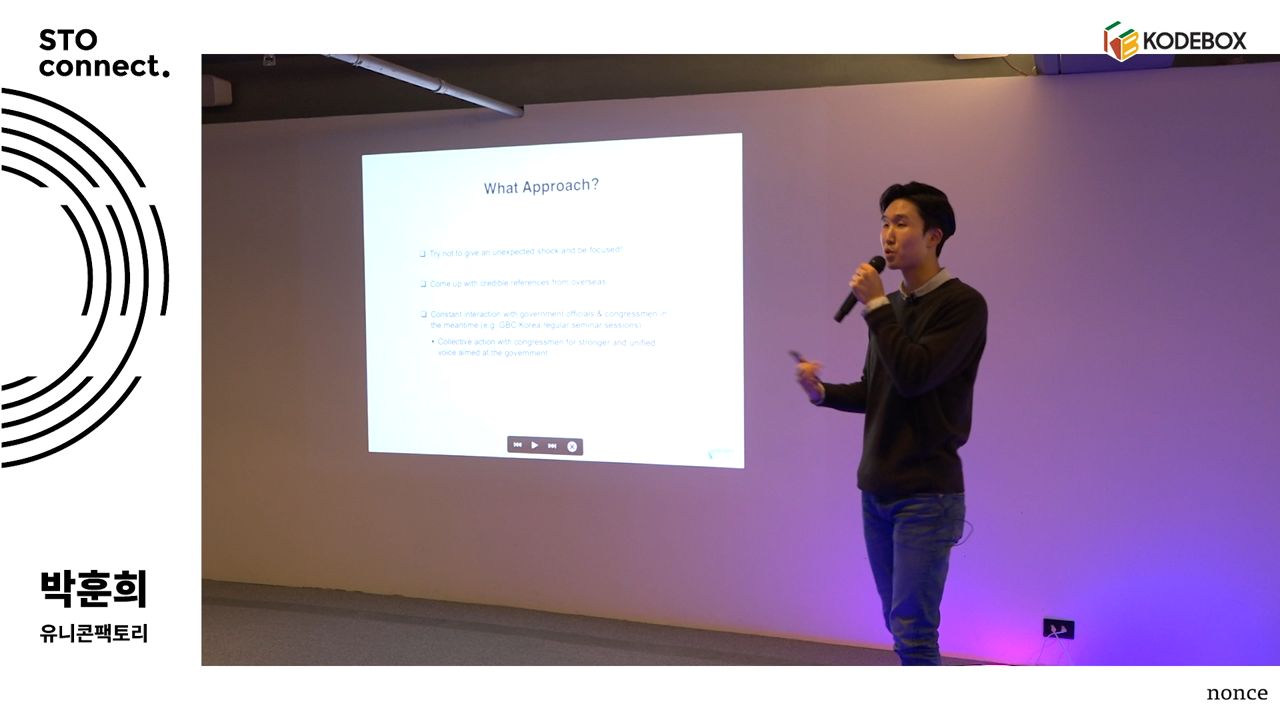 STO
connect.
KODEBOX
What Approach?
Try not to give an unexpected shock and be focused!
Come up with credible references from overseas
Constant interaction with government officials & congressmen in
the meantime (e.g. GBC Korea regular seminar sessions)
• Collective action with congressmen for stronger and unified
voice aimed at the government
박훈희
유니콘팩토리
nonce